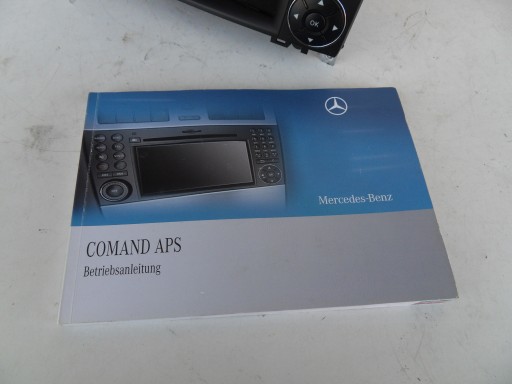 OK
Mercedes-Benz
COMAND APS
Betriebsanleitung